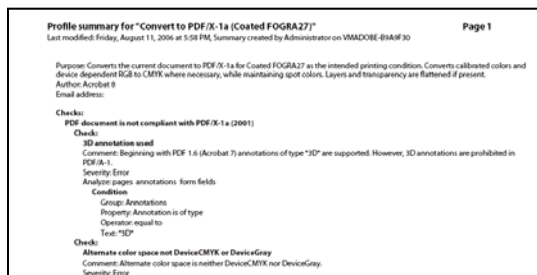 Profile summary for "Convert to PDF/X-1a (Coated FOGRA27)" Page 1
Last modified: Friday, August 11, 2006 at 5:58 PM, Summary created by Administrator on VMADOBE-B9A9F30
Purpose: Converts the current document to PDF/X-1a for Coated FOGRA27 as the intended printing condition. Converts calibrated colors and
device dependent RGB to CMYK where necessary, while maintaining spot colors. Layers and transparency are flattened if present.
Author: Acrobat 8
Email address:
Checks:
PDF document is not compliant with PDF/X-1a (2001)
Check:
3D annotation used
Comment: Beginning with PDF 1.6 (Acrobat 7) annotations of type "3D" are supported. However, 3D annotations are prohibited in
PDF/A-1.
Severity: Error
Analyze: pages annotations form fields
Condition
Group: Annotations
Property: Annotation is of type
Operator: equal to
Text: "3D"
Check:
Alternate color space not DeviceCMYK or DeviceGray
Comment: Alternate color space is neither DeviceCMYK nor DeviceGray.
Severity: Error